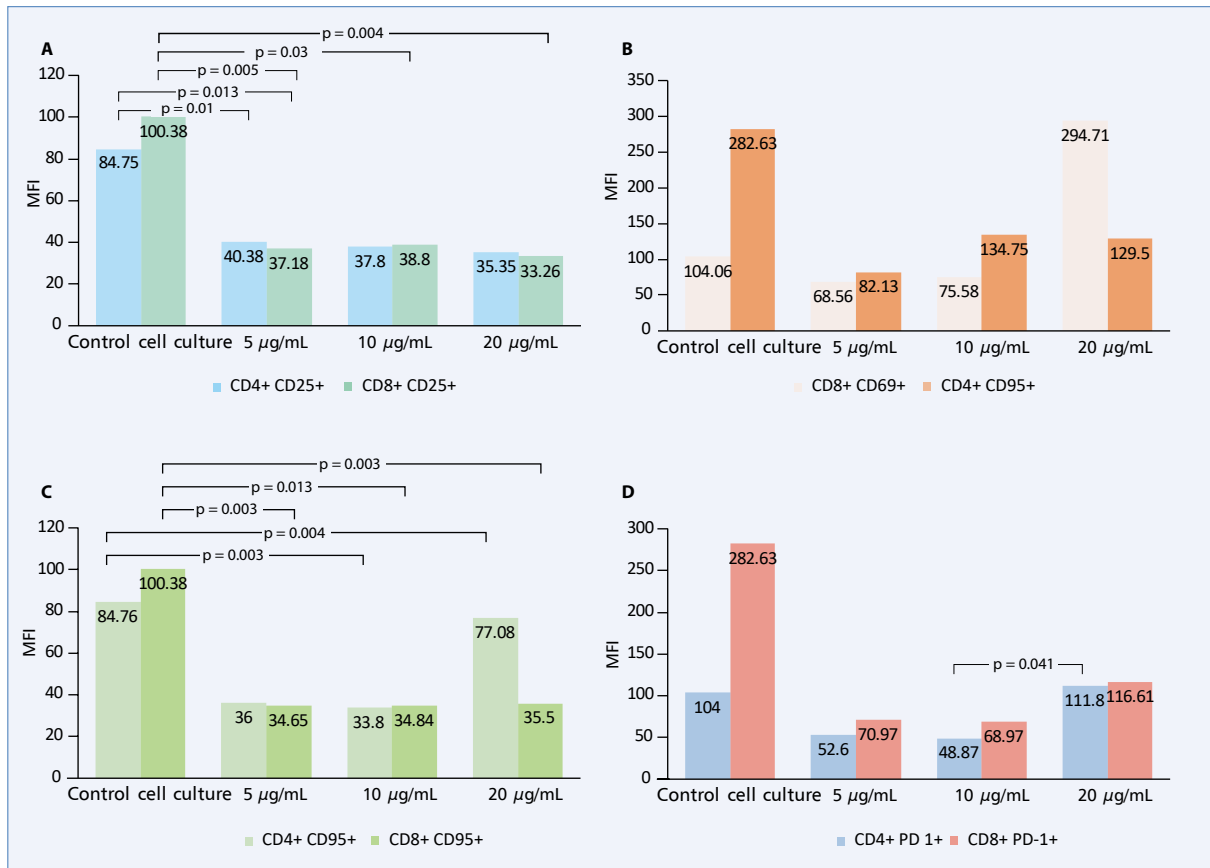 A
p = 0.004
p = 0.03
p = 0.005
p = 0.013
p = 0.01
MFI
120
100
80
60
40
20
0
84.75
100.38
40.38
37.18
37.8
38.8
35.35
33.26
Control cell culture 5 µg/mL 10 µg/mL 20 µg/mL
CD4+ CD25+ CD8+ CD25+
B
MFI
350
300
250
200
150
100
50
0
104.06
282.63
68.56
82.13
75.58
134.75
294.71
129.5
Control cell culture 5 µg/mL 10 µg/mL 20 µg/mL
CD8+ CD69+ CD4+ CD95+
C
p = 0.003
p = 0.013
p = 0.003
p = 0.004
p = 0.003
MFI
120
100
80
60
40
20
0
84.76
100.38
36
34.65
33.8
34.84
77.08
35.5
Control cell culture 5 µg/mL 10 µg/mL 20 µg/mL
CD4+ CD95+ CD8+ CD95+
D
MFI
300
250
200
150
100
50
0
p = 0.041
104
282.63
52.6
70.97
48.87
68.97
111.8
116.61
Control cell culture 5 µg/mL 10 µg/mL 20 µg/mL
CD4+ PD 1+ CD8+ PD-1+